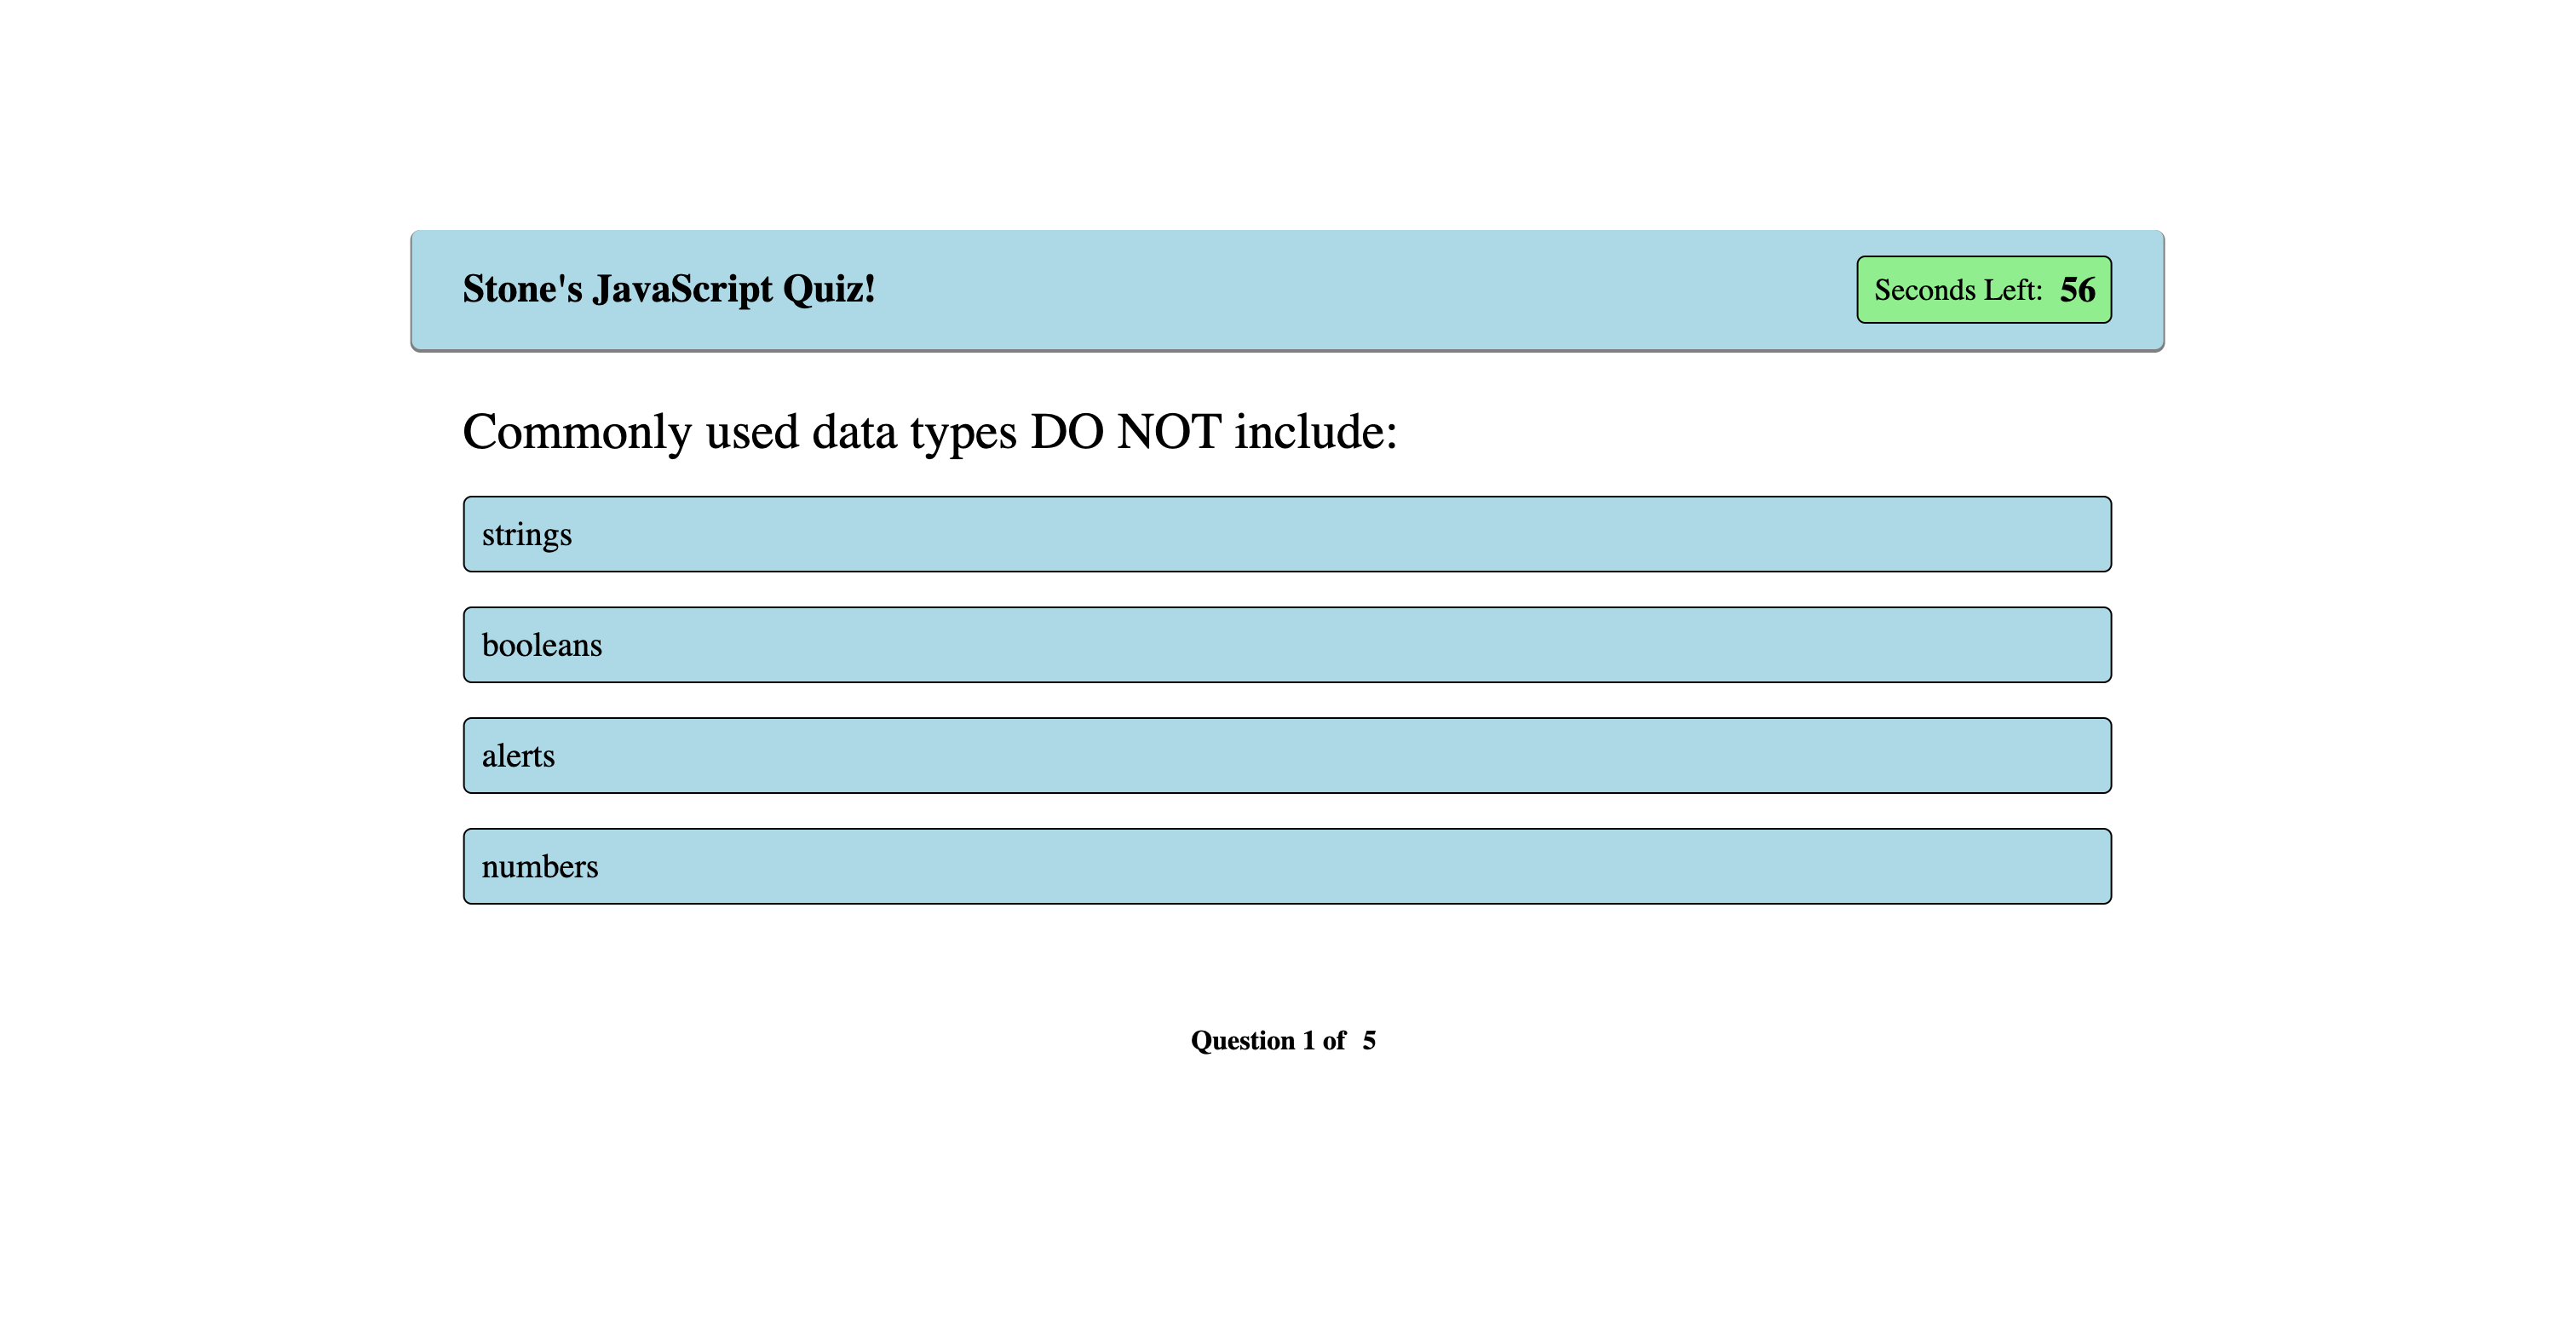 Stone's JavaScript Quiz!
Seconds Left: 56
Commonly used data types DO NOT include:
strings
booleans
alerts
numbers
Question 1 of 5